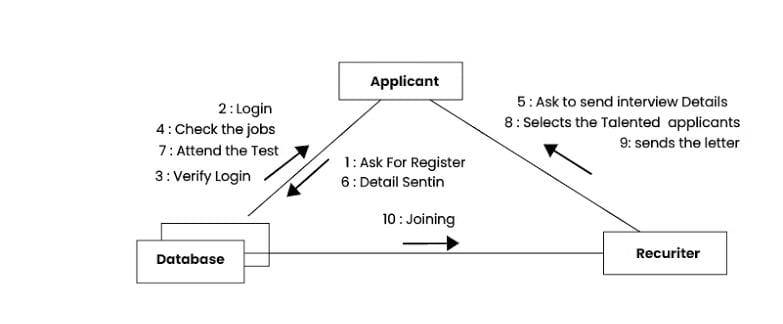 Applicant
2 : Login
4 : Check the jobs
7 : Attend the Test
3 : Verify Login
1 : Ask For Register
6 : Detail Sentin
5 : Ask to send interview Details
8 : Selects the Talented applicants
9: sends the letter
10 : Joining
Database
Recuriter